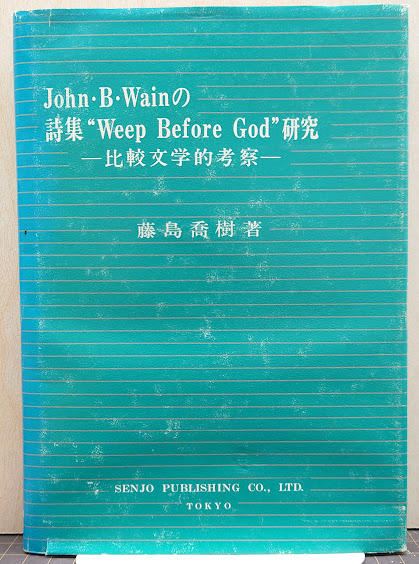 John·B·Wainの
詩集“Weep Before God”研究
―比較文学的考察―
藤島喬樹著
SENJO PUBLISHING CO., LTD.
TOKYO